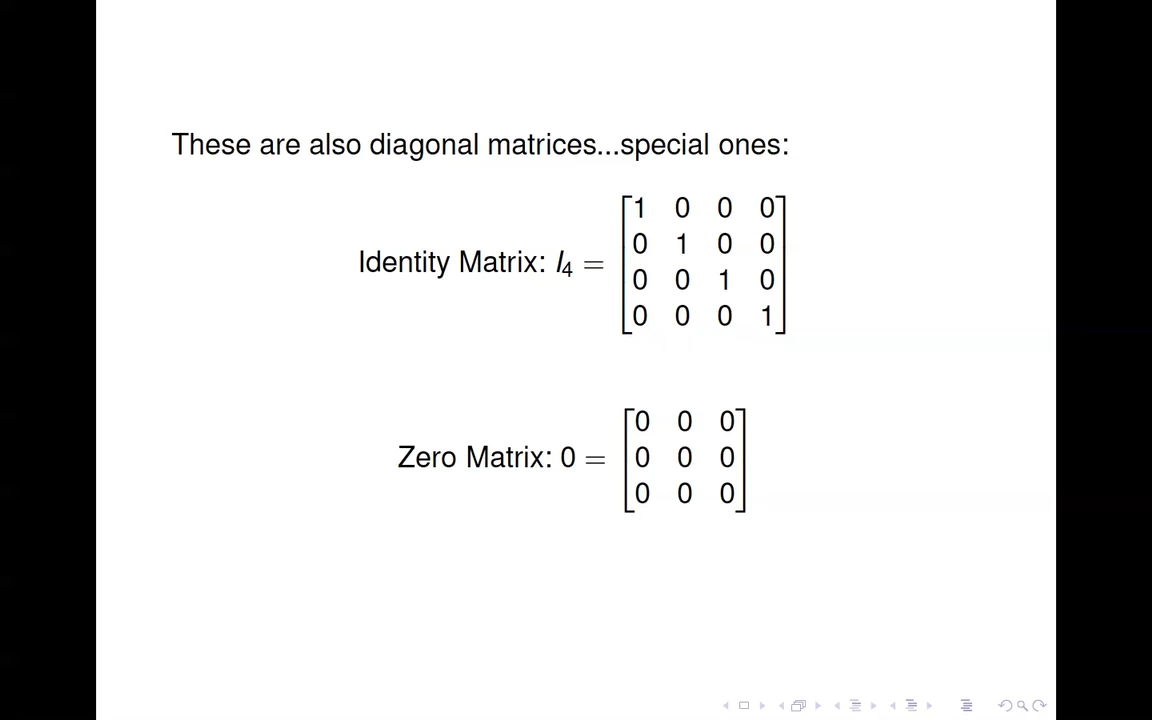 These are also diagonal matrices...special ones:
Identity Matrix: I₄ =
1 0 0 0
0 1 0 0
0 0 1 0
0 0 0 1
Zero Matrix: 0 =
0 0 0
0 0 0
0 0 0